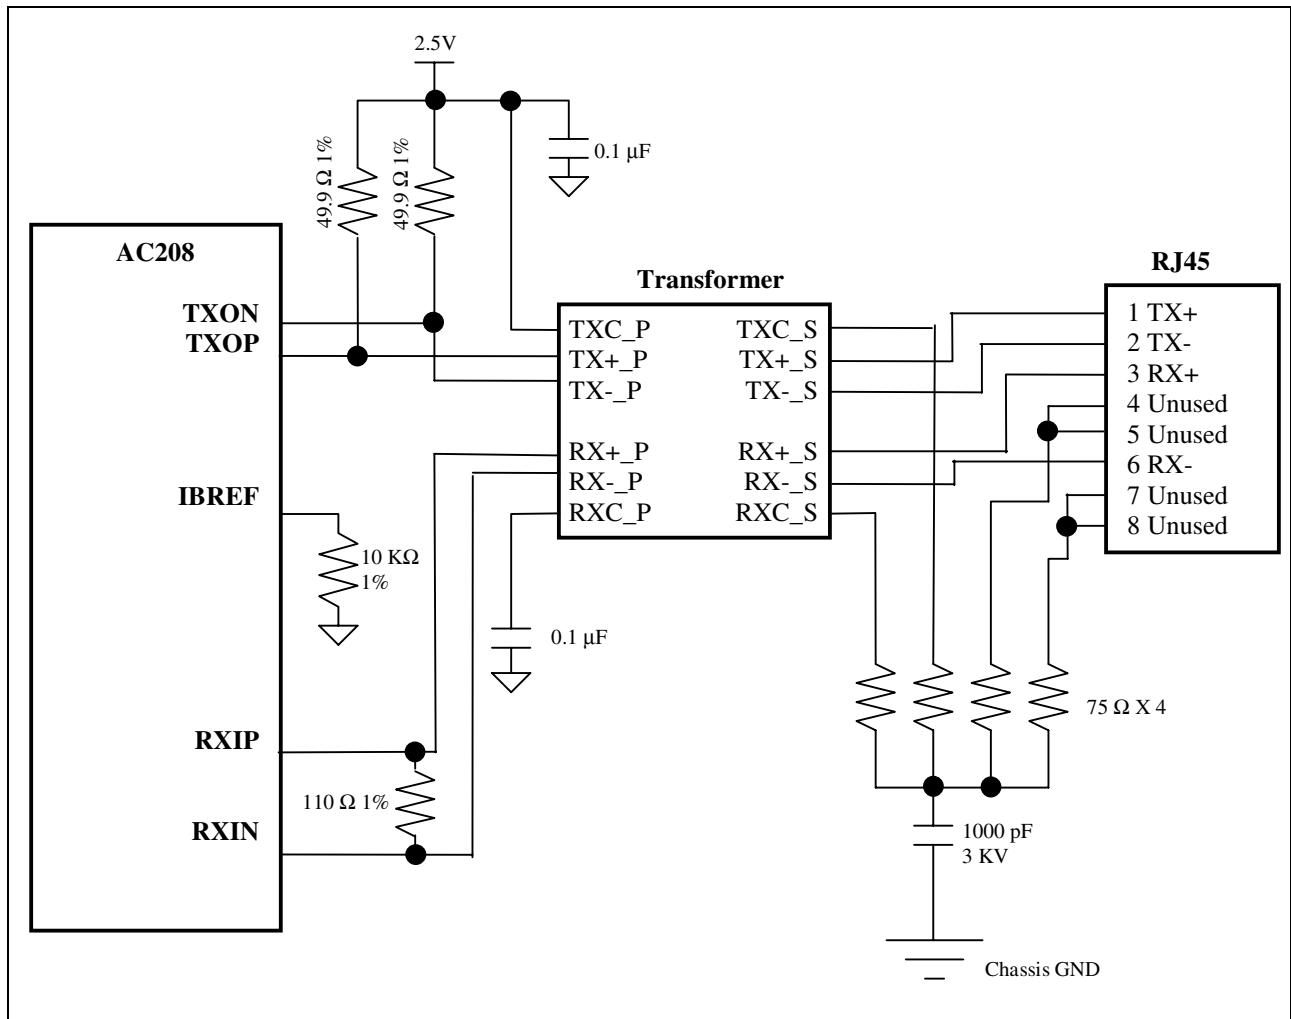 2.5V
0.1 µF
49.9 Ω 1%
49.9 Ω 1%
AC208
TXON
TXOP
IBREF
RXIP
RXIN
10 KΩ
1%
110 Ω 1%
0.1 µF
Transformer
TXC_P
TX+_P
TX-_P
RX+_P
RX-_P
RXC_P
TXC_S
TX+_S
TX-_S
RX+_S
RX-_S
RXC_S
RJ45
1 TX+
2 TX-
3 RX+
4 Unused
5 Unused
6 RX-
7 Unused
8 Unused
75 Ω X 4
1000 pF
3 KV
Chassis GND